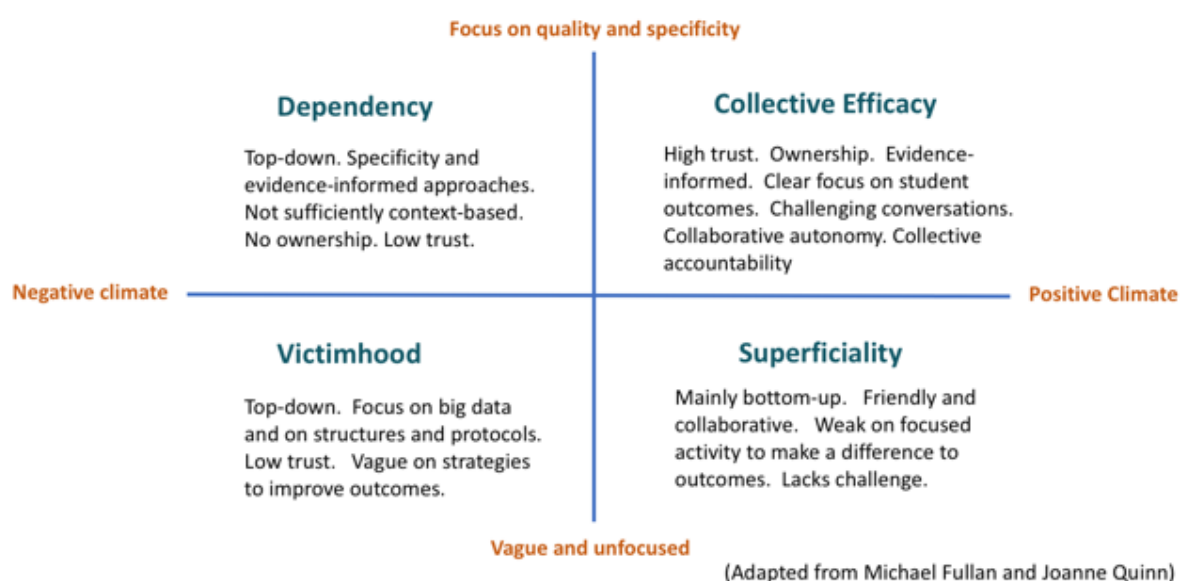 Focus on quality and specificity
Dependency
Top-down. Specificity and
evidence-informed approaches.
Not sufficiently context-based.
No ownership. Low trust.
Collective Efficacy
High trust.  Ownership.  Evidence-
informed.  Clear focus on student
outcomes.  Challenging conversations.
Collaborative autonomy. Collective
accountability
Negative climate
Positive Climate
Victimhood
Top-down.  Focus on big data
and on structures and protocols.
Low trust.   Vague on strategies
to improve outcomes.
Superficiality
Mainly bottom-up.   Friendly and
collaborative.   Weak on focused
activity to make a difference to
outcomes.  Lacks challenge.
Vague and unfocused
(Adapted from Michael Fullan and Joanne Quinn)